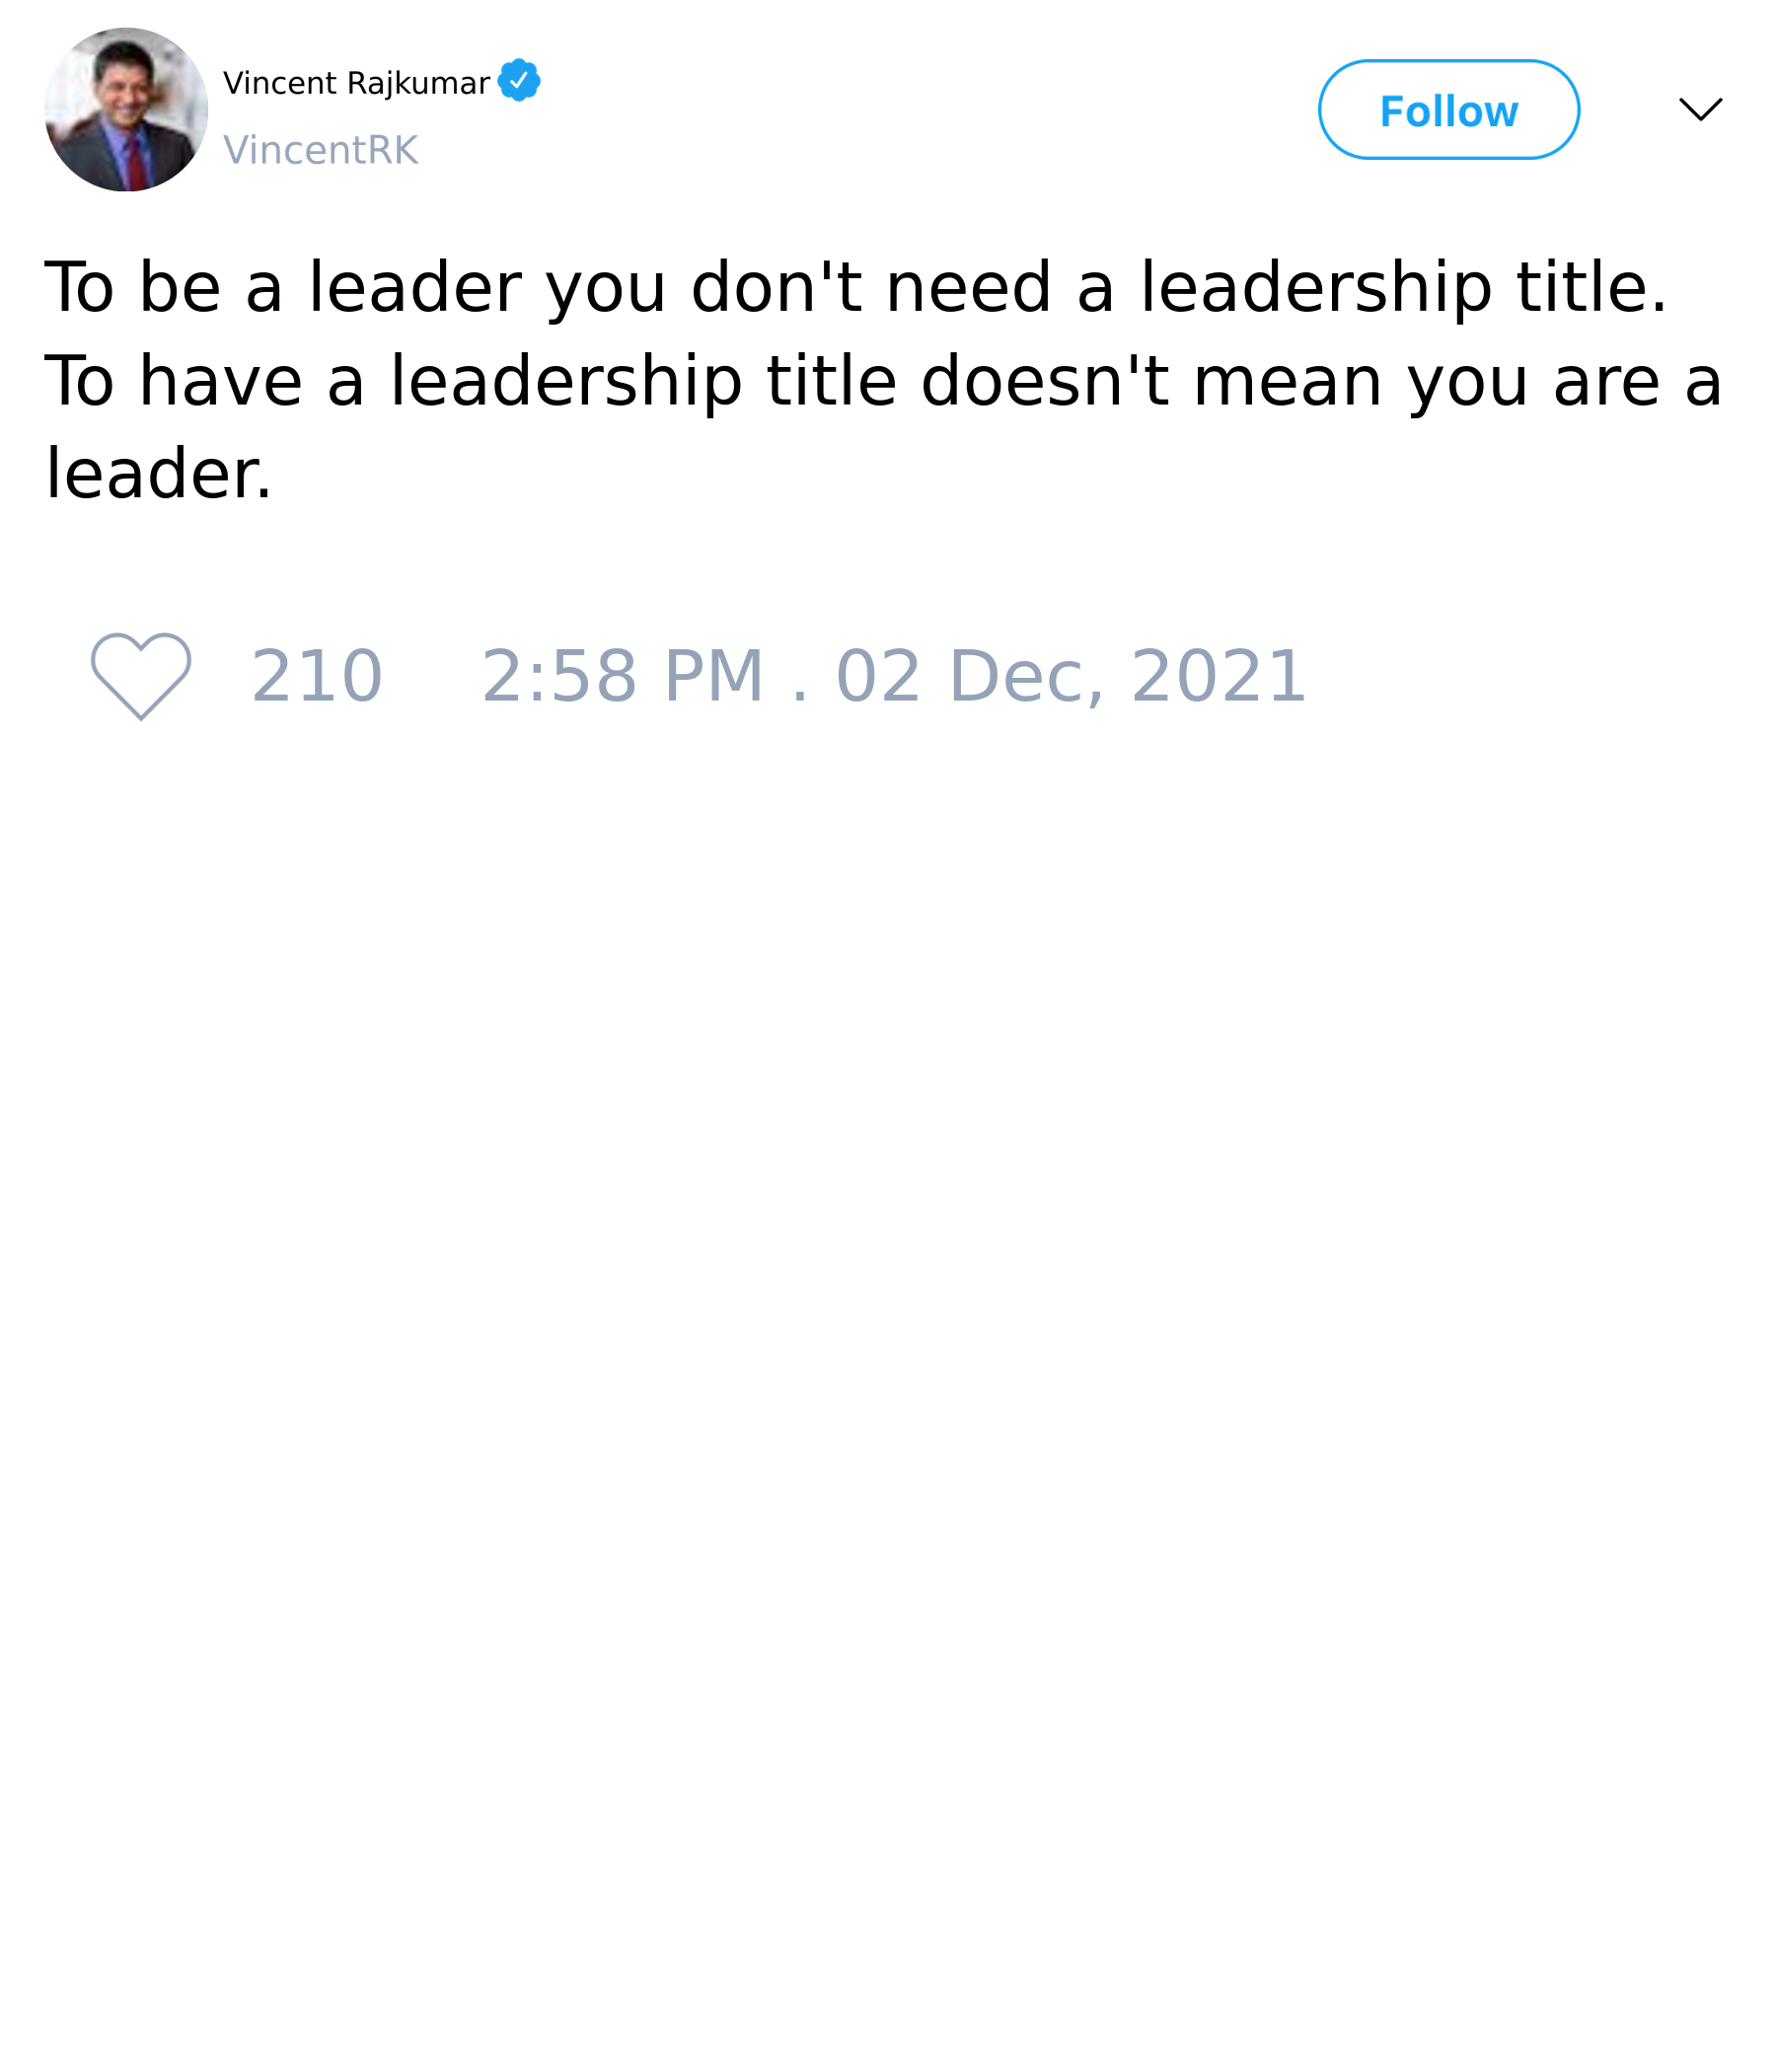 Vincent Rajkumar
VincentRK
Follow
To be a leader you don't need a leadership title.
To have a leadership title doesn't mean you are a
leader.
210 2:58 PM . 02 Dec, 2021